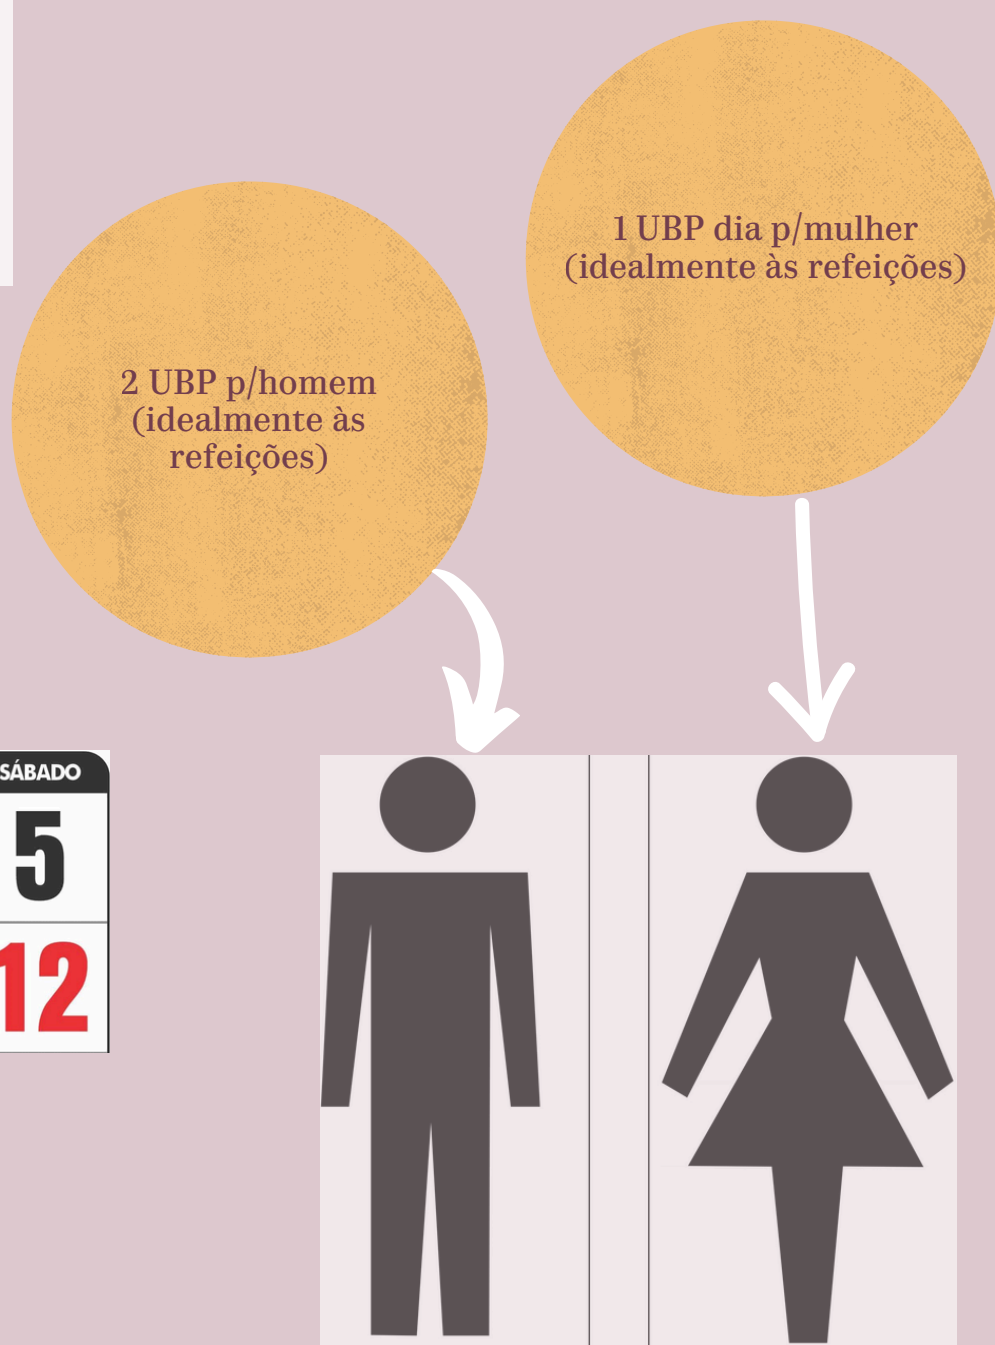 1 UBP dia p/mulher
(idealmente às refeições)
2 UBP p/homem
(idealmente às
refeições)
SÁBADO
5
12